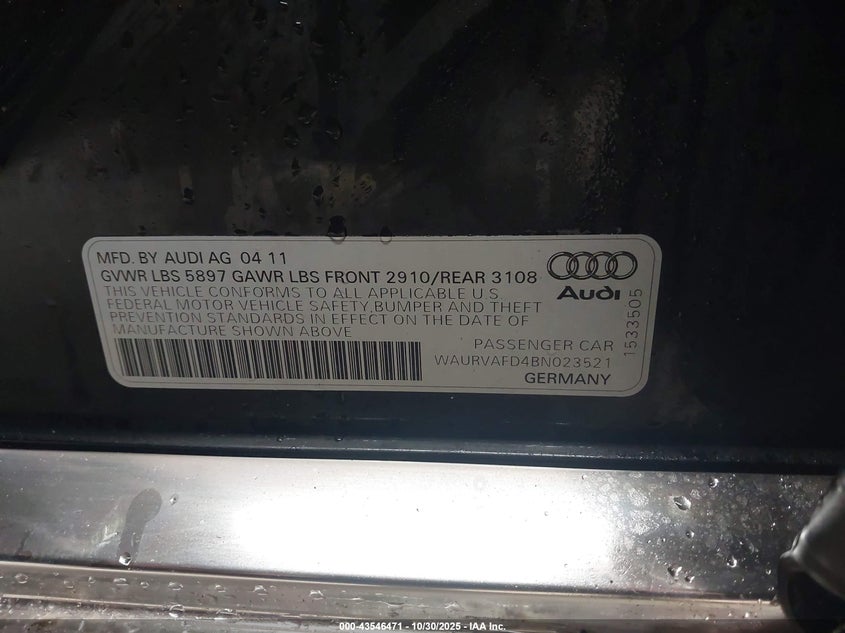 MFD. BY AUDI AG 04 11
GVWR LBS 5897 GAWR LBS FRONT 2910/REAR 3108
THIS VEHICLE CONFORMS TO ALL APPLICABLE U.S.
FEDERAL MOTOR VEHICLE SAFETY,BUMPER AND THEFT
PREVENTION STANDARDS IN EFFECT ON THE DATE OF
MANUFACTURE SHOWN ABOVE
Audi
PASSENGER CAR
WAURVAFD4BN023521
GERMANY
1533505
000-43546471 - 10/30/2025 - IAA Inc.